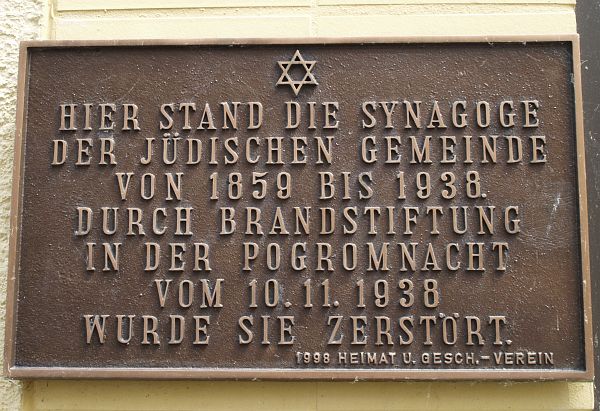 HIER STAND DIE SYNAGOGE
DER JÜDISCHEN GEMEINDE
VON 1859 BIS 1938.
DURCH BRANDSTIFTUNG
IN DER POGROMNACHT
VOM 10.11.1938
WURDE SIE ZERSTÖRT.
1998 HEIMAT U. GESCH.-VEREIN